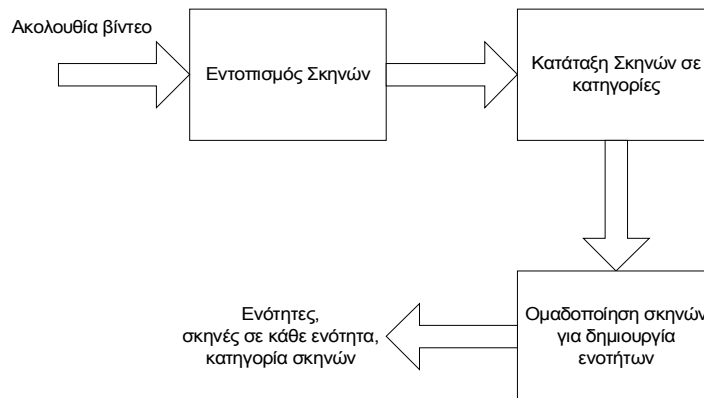 Ακολουθία βίντεο
Εντοπισμός Σκηνών
Κατάταξη Σκηνών σε
κατηγορίες
Ομαδοποίηση σκηνών
για δημιουργία
ενοτήτων
Ενότητες,
σκηνές σε κάθε ενότητα,
κατηγορία σκηνών